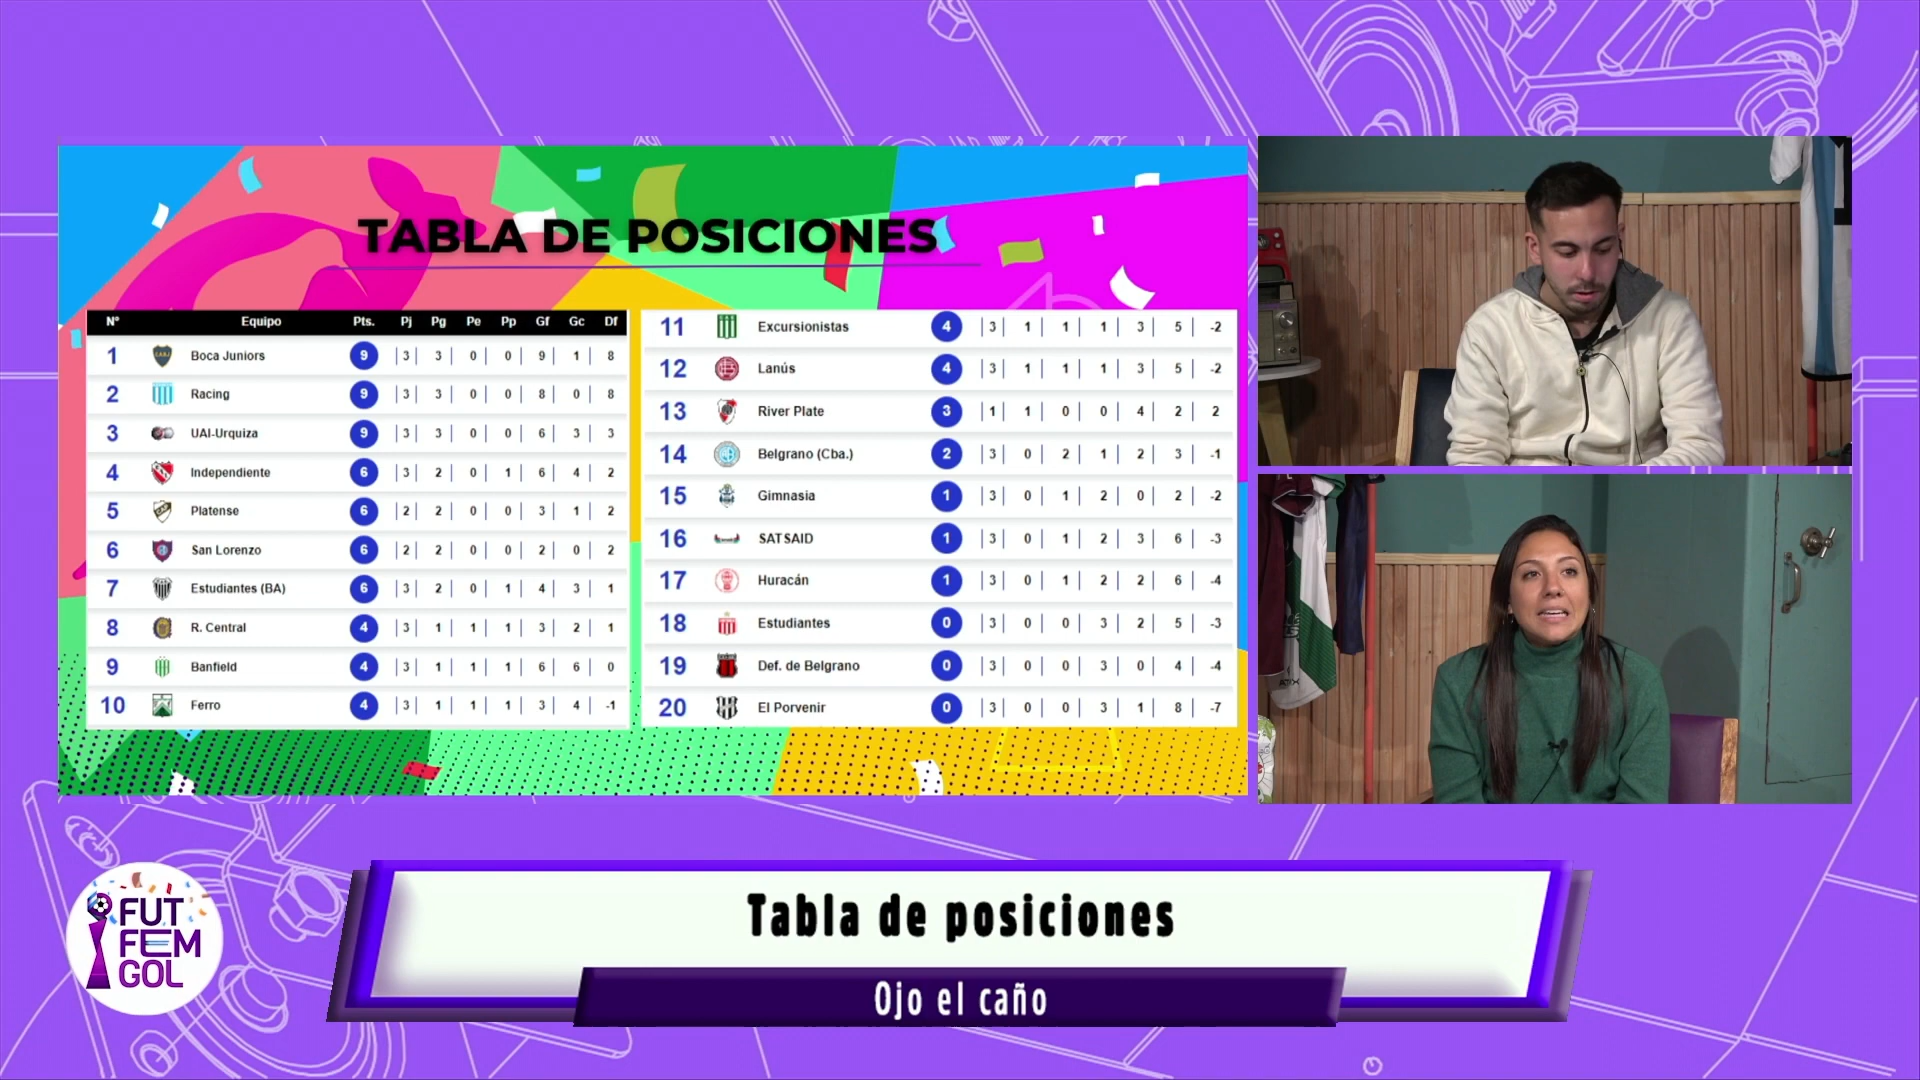 TABLA DE POSICIONES
Nº Equipo Pts. Pj Pg Pe Pp Gf Gc Df
1 Boca Juniors 9 3 3 0 0 9 1 8
2 Racing 9 3 3 0 0 8 0 8
3 UAI-Urquiza 9 3 3 0 0 6 3 3
4 Independiente 6 3 2 0 1 6 4 2
5 Platense 6 2 2 0 0 3 1 2
6 San Lorenzo 6 2 2 0 0 2 0 2
7 Estudiantes (BA) 6 3 2 0 1 4 3 1
8 R. Central 4 3 1 1 1 3 2 1
9 Banfield 4 3 1 1 1 6 6 0
10 Ferro 4 3 1 1 1 3 4 -1
11 Excursionistas 4 3 1 1 1 3 5 -2
12 Lanús 4 3 1 1 1 3 5 -2
13 River Plate 3 1 1 0 0 4 2 2
14 Belgrano (Cba.) 2 3 0 2 1 2 3 -1
15 Gimnasia 1 3 0 1 2 0 2 -2
16 SATSAID 1 3 0 1 2 3 6 -3
17 Huracán 1 3 0 1 2 2 6 -4
18 Estudiantes 0 3 0 0 3 2 5 -3
19 Def. de Belgrano 0 3 0 0 3 0 4 -4
20 El Porvenir 0 3 0 0 3 1 8 -7
FUT
FEM
GOL
Tabla de posiciones
Ojo el caño